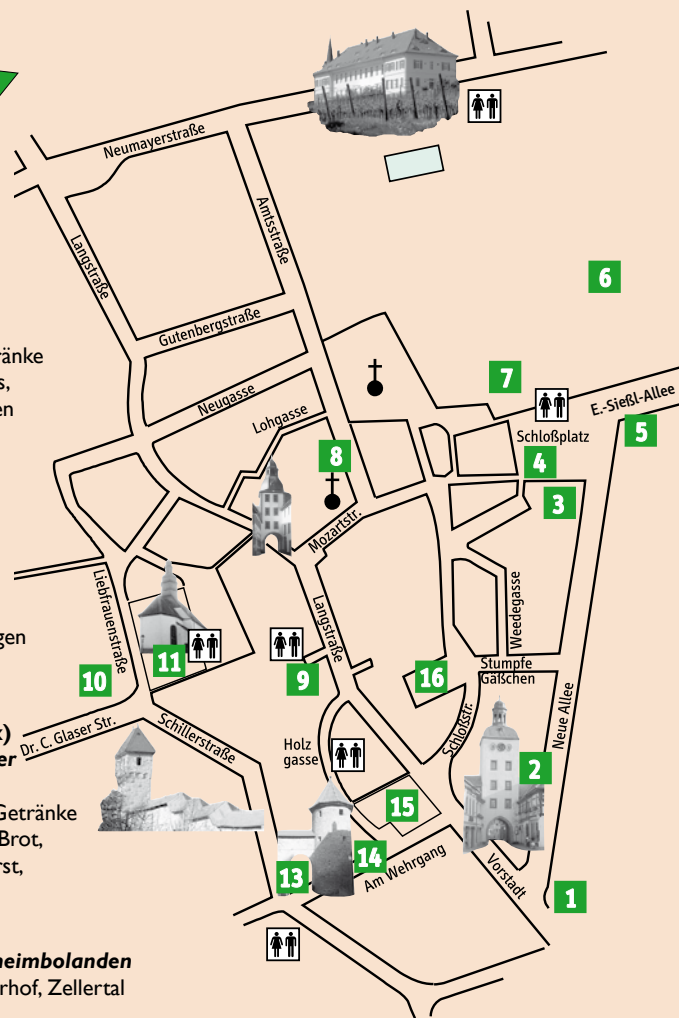 Neumayerstraße
Amtsstraße
Langstraße
6
Gutenbergstraße
ränke
s,
en
7
Neugasse
E.-Sießl-Allee
Lohgasse
5
Schloßplatz
8
4
3
Mozartstr.
Liebfrauenstraße
Langstraße
Weedegasse
gen
11
Stumpfe
Gäßchen
10
9
16
Neue Allee
Schloßstr.
k)
er
Dr. C. Glaser Str.
Schillerstraße
Holz
gasse
2
Getränke
15
Brot,
14
rst,
Am Wehrgang
13
Vorstadt
1
heimbolanden
rhof, Zellertal